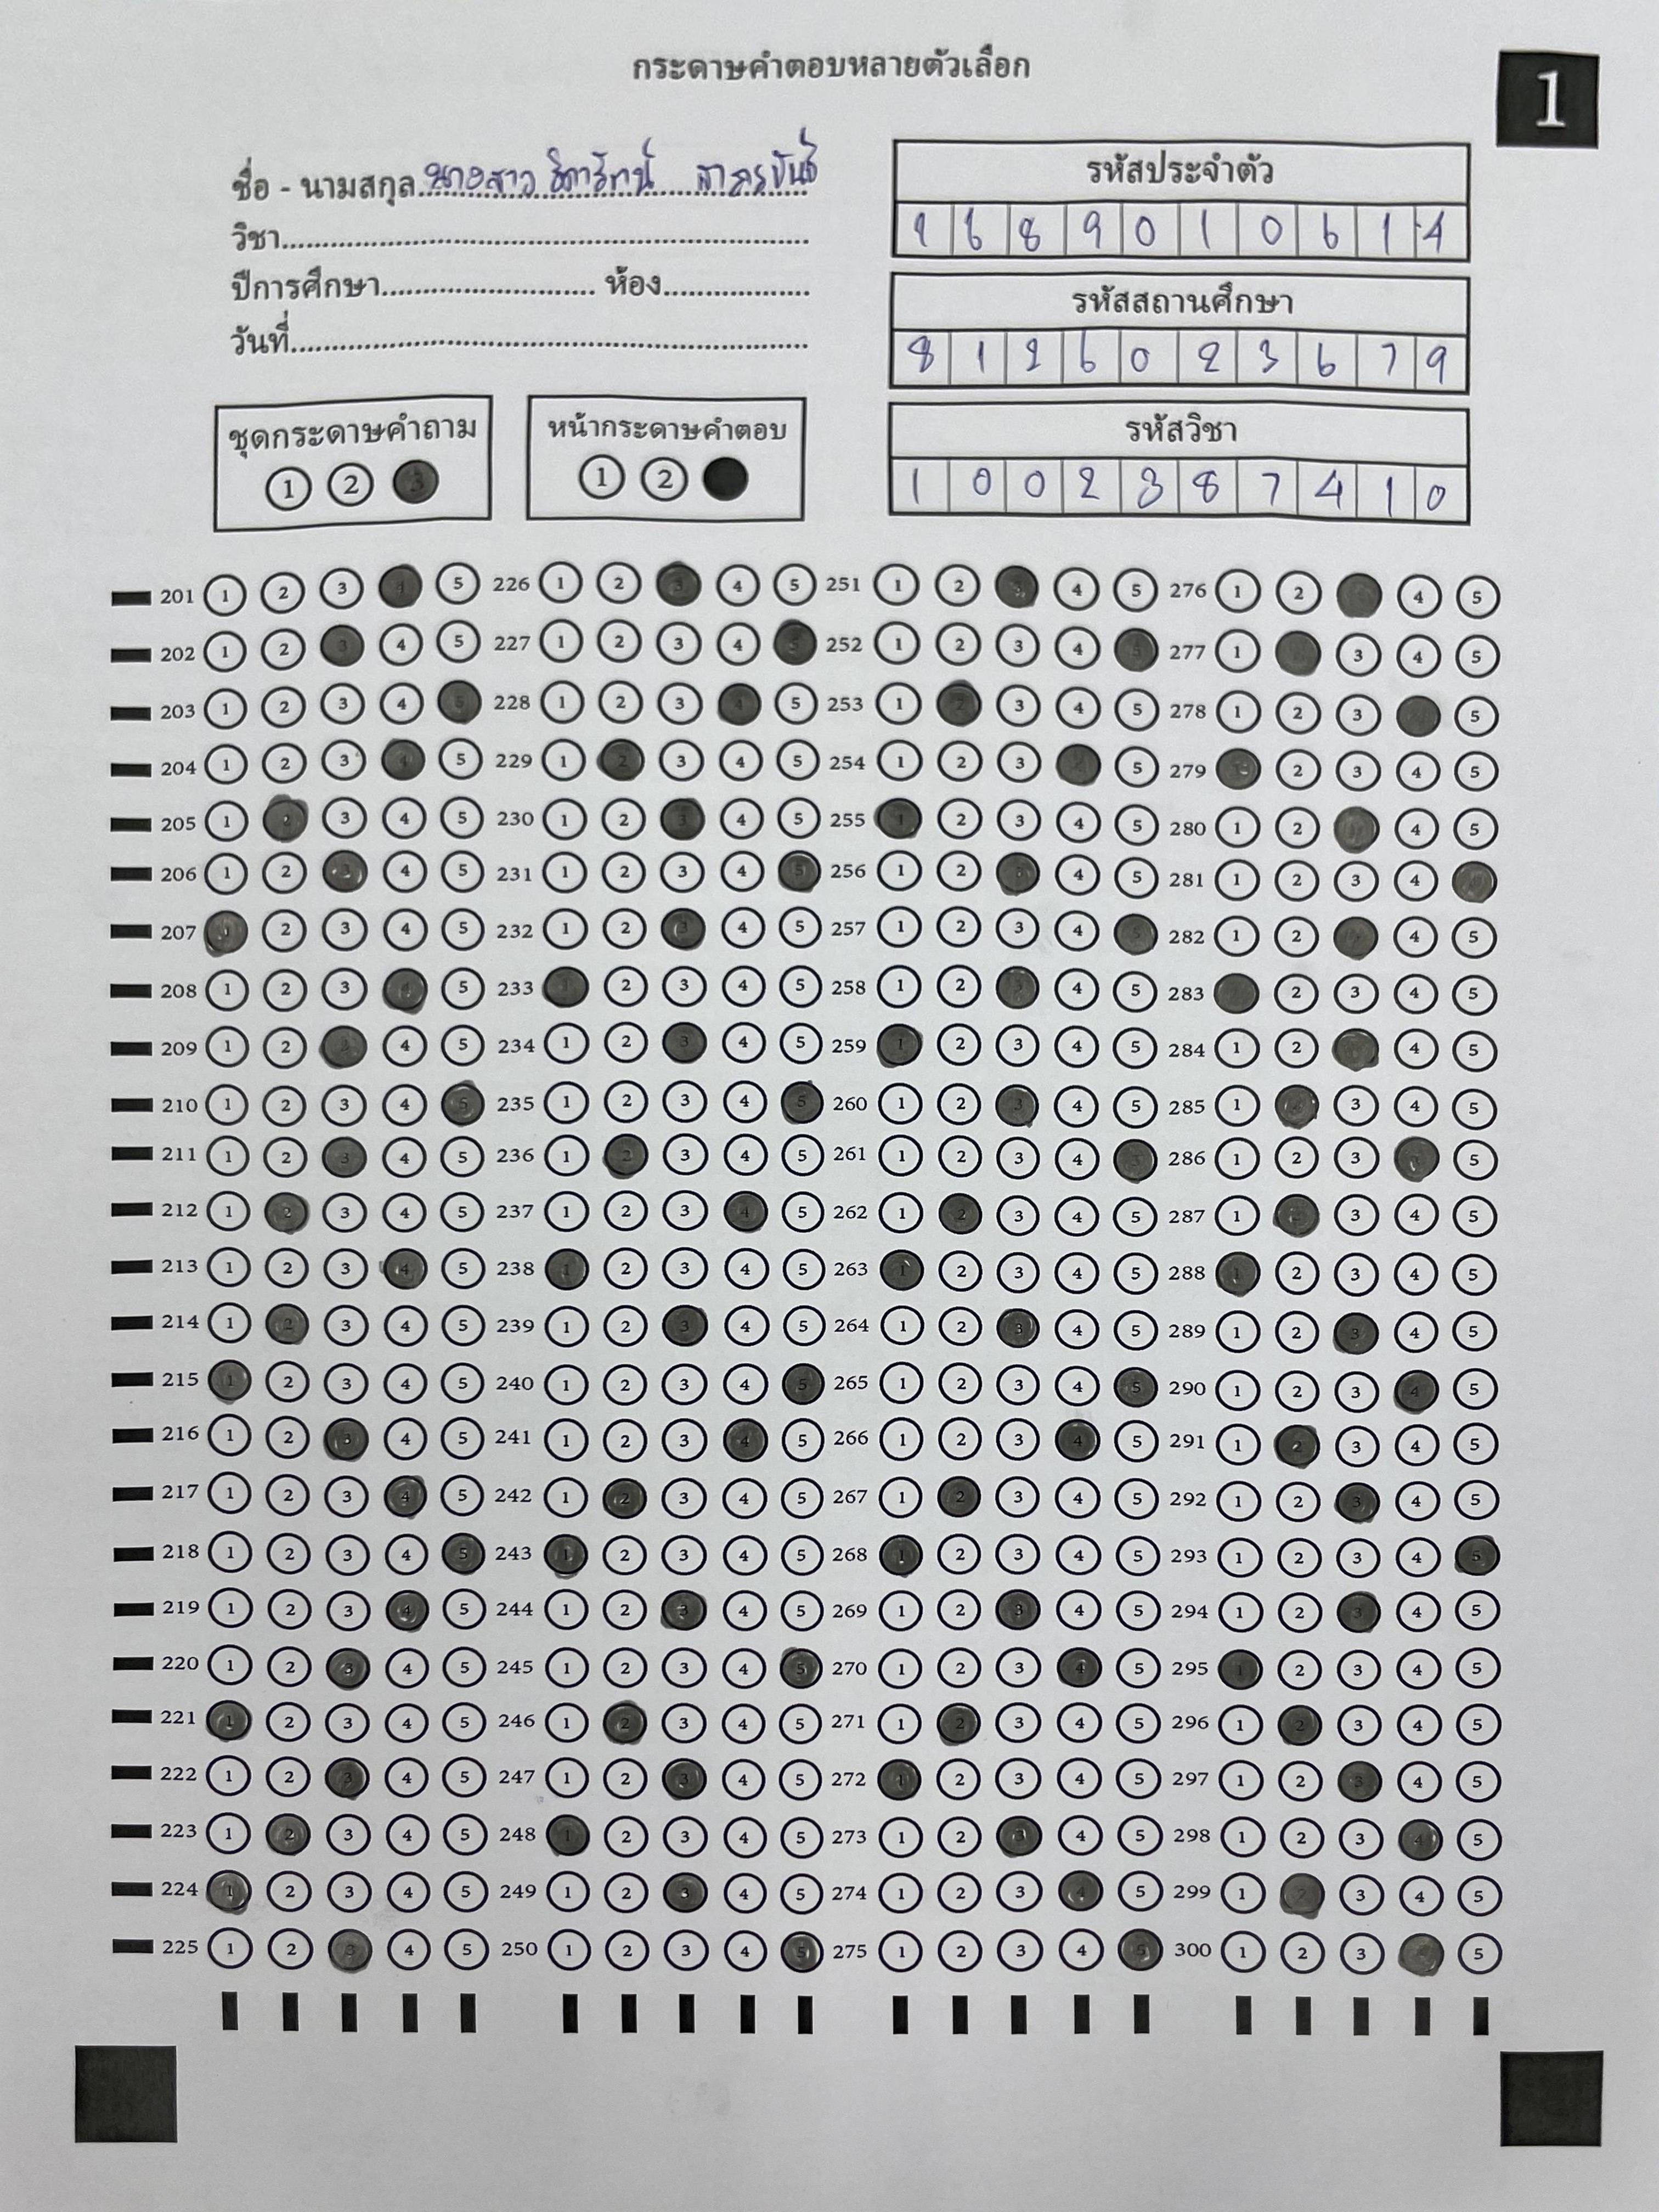 กระดาษคำตอบหลายตัวเลือก
1
ชื่อ - นามสกุล นางสาว
วิชา
ปีการศึกษา ห้อง
วันที่
รหัสประจำตัว
1 6 8 9 0 1 0 6 1 4
รหัสสถานศึกษา
8 1 2 6 0 2 3 6 7 9
รหัสวิชา
1 0 0 2 3 8 7 4 1 0
ชุดกระดาษคำถาม
1 2 3
หน้ากระดาษคำตอบ
1 2
201 1 2 3 4 5 226 1 2 3 4 5 251 1 2 3 4 5 276 1 2 4 5
202 1 2 3 4 5 227 1 2 3 4 5 252 1 2 3 4 5 277 1 3 4 5
203 1 2 3 4 5 228 1 2 3 4 5 253 1 2 3 4 5 278 1 2 3 4 5
204 1 2 3 4 5 229 1 2 3 4 5 254 1 2 3 4 5 279 1 2 3 4 5
205 1 2 3 4 5 230 1 2 3 4 5 255 1 2 3 4 5 280 1 2 3 4 5
206 1 2 3 4 5 231 1 2 3 4 5 256 1 2 3 4 5 281 1 2 3 4 5
207 1 2 3 4 5 232 1 2 3 4 5 257 1 2 3 4 5 282 1 2 3 4 5
208 1 2 3 4 5 233 1 2 3 4 5 258 1 2 3 4 5 283 2 3 4 5
209 1 2 3 4 5 234 1 2 3 4 5 259 1 2 3 4 5 284 1 2 3 4 5
210 1 2 3 4 5 235 1 2 3 4 5 260 1 2 3 4 5 285 1 2 3 4 5
211 1 2 3 4 5 236 1 2 3 4 5 261 1 2 3 4 5 286 1 2 3 4 5
212 1 2 3 4 5 237 1 2 3 4 5 262 1 2 3 4 5 287 1 2 3 4 5
213 1 2 3 4 5 238 1 2 3 4 5 263 1 2 3 4 5 288 1 2 3 4 5
214 1 2 3 4 5 239 1 2 3 4 5 264 1 2 3 4 5 289 1 2 3 4 5
215 1 2 3 4 5 240 1 2 3 4 5 265 1 2 3 4 5 290 1 2 3 4 5
216 1 2 3 4 5 241 1 2 3 4 5 266 1 2 3 4 5 291 1 2 3 4 5
217 1 2 3 4 5 242 1 2 3 4 5 267 1 2 3 4 5 292 1 2 3 4 5
218 1 2 3 4 5 243 1 2 3 4 5 268 1 2 3 4 5 293 1 2 3 4 5
219 1 2 3 4 5 244 1 2 3 4 5 269 1 2 3 4 5 294 1 2 3 4 5
220 1 2 3 4 5 245 1 2 3 4 5 270 1 2 3 4 5 295 1 2 3 4 5
221 1 2 3 4 5 246 1 2 3 4 5 271 1 2 3 4 5 296 1 2 3 4 5
222 1 2 3 4 5 247 1 2 3 4 5 272 1 2 3 4 5 297 1 2 3 4 5
223 1 2 3 4 5 248 1 2 3 4 5 273 1 2 3 4 5 298 1 2 3 4 5
224 1 2 3 4 5 249 1 2 3 4 5 274 1 2 3 4 5 299 1 2 3 4 5
225 1 2 3 4 5 250 1 2 3 4 5 275 1 2 3 4 5 300 1 2 3 4 5